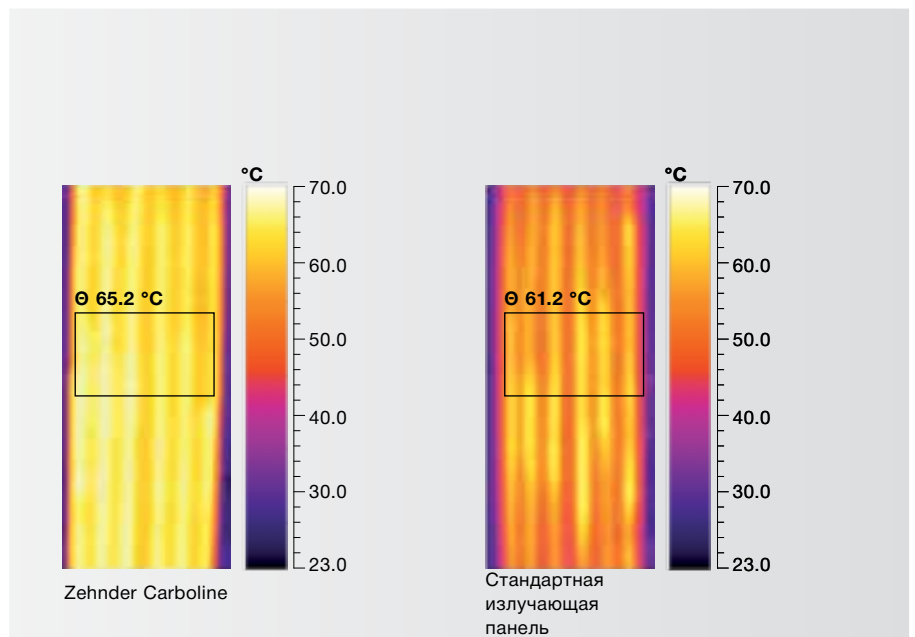 °C
70.0
60.0
Θ 65.2 °C
50.0
40.0
30.0
23.0
Zehnder Carboline
°C
70.0
60.0
Θ 61.2 °C
50.0
40.0
30.0
23.0
Стандартная
излучающая
панель